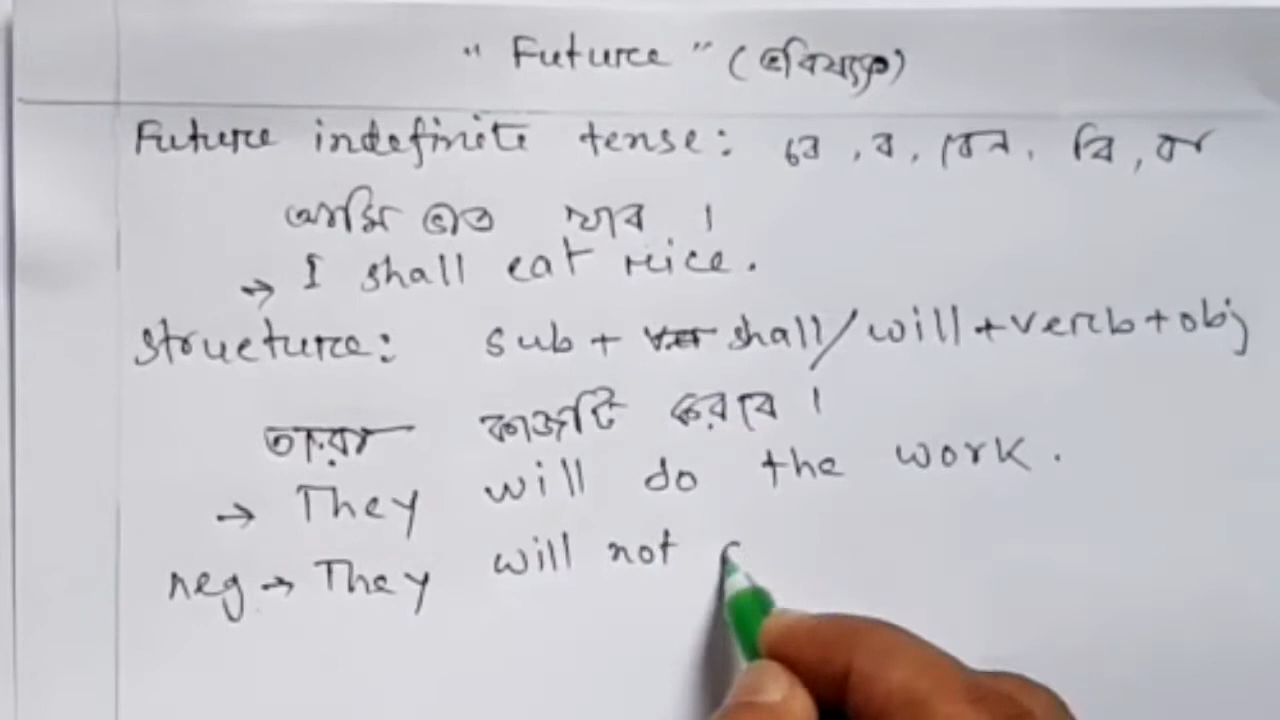 "Future" (ভবিষ্যৎ)
Future indefinite tense: বে, ব, বেন, বি, বা
আমি ভাত খাব ।
→ I shall eat rice.
Structure: sub + shall/will + verb + obj
তারা কাজটি করবে ।
→ They will do the work.
neg → They will not